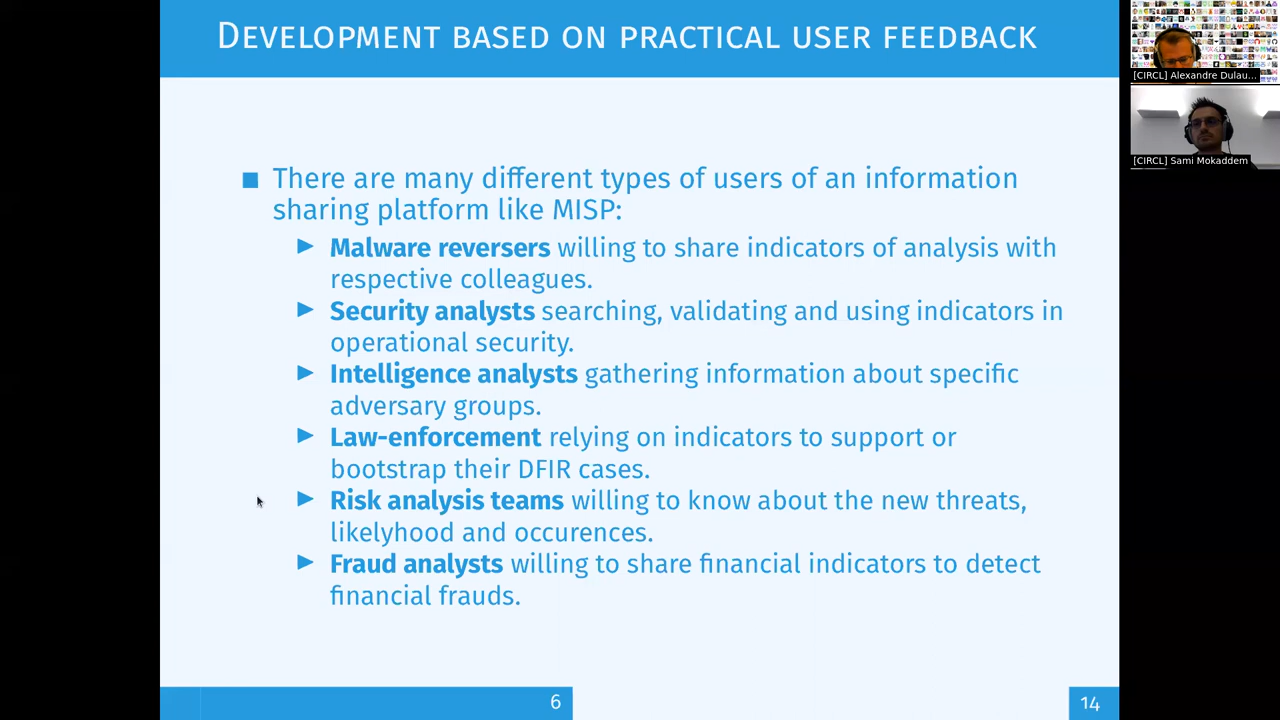 DEVELOPMENT BASED ON PRACTICAL USER FEEDBACK
[CIRCL] Alexandre Dulau...
[CIRCL] Sami Mokaddem
There are many different types of users of an information
sharing platform like MISP:
Malware reversers willing to share indicators of analysis with
respective colleagues.
Security analysts searching, validating and using indicators in
operational security.
Intelligence analysts gathering information about specific
adversary groups.
Law-enforcement relying on indicators to support or
bootstrap their DFIR cases.
Risk analysis teams willing to know about the new threats,
likelyhood and occurences.
Fraud analysts willing to share financial indicators to detect
financial frauds.
6
14